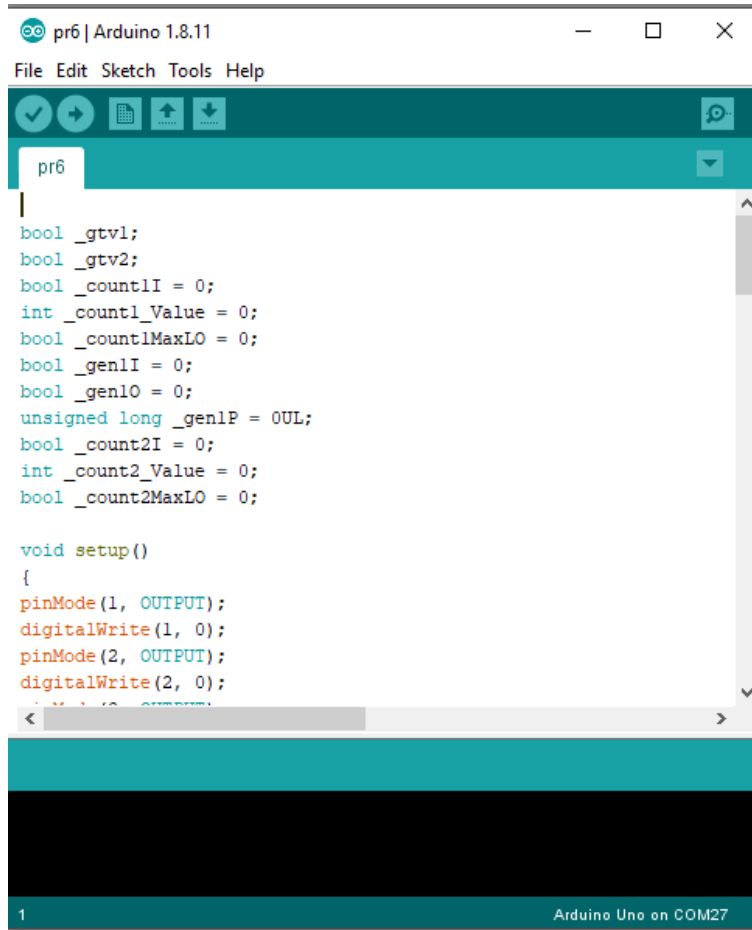 pr6 | Arduino 1.8.11
File Edit Sketch Tools Help
pr6
bool _gtv1;
bool _gtv2;
bool _count1I = 0;
int _count1_Value = 0;
bool _count1MaxLO = 0;
bool _gen1I = 0;
bool _gen1O = 0;
unsigned long _gen1P = 0UL;
bool _count2I = 0;
int _count2_Value = 0;
bool _count2MaxLO = 0;
void setup()
{
pinMode(1, OUTPUT);
digitalWrite(1, 0);
pinMode(2, OUTPUT);
digitalWrite(2, 0);
1
Arduino Uno on COM27